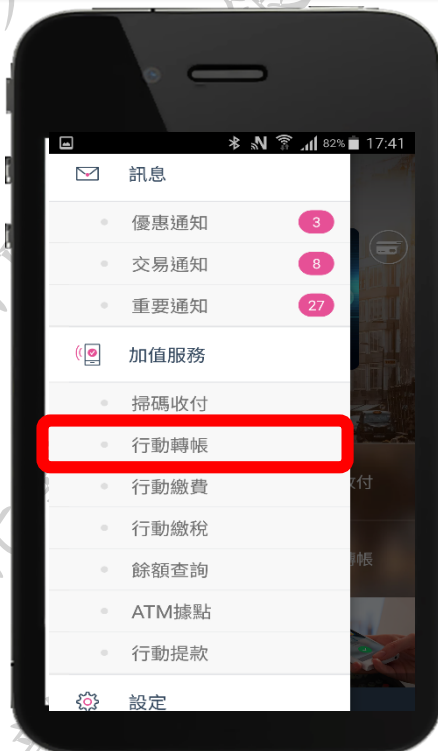 82% 17:41
訊息
優惠通知 3
交易通知 8
重要通知 27
加值服務
掃碼收付
行動轉帳
行動繳費
收付
行動繳稅
餘額查詢
轉帳
ATM據點
行動提款
設定